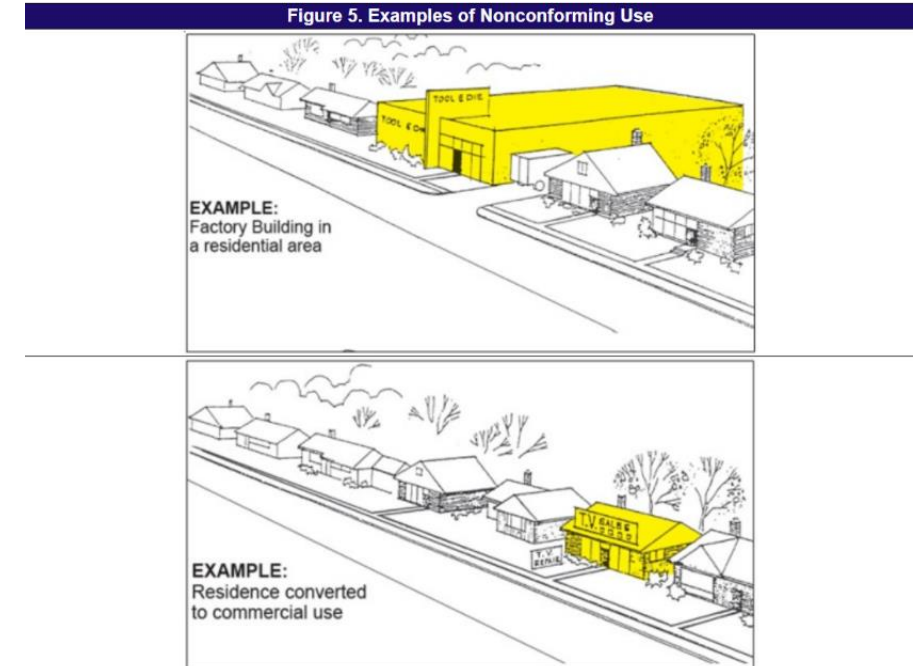 Figure 5. Examples of Nonconforming Use
TOOL & DIE
TOOL & DIE
EXAMPLE:
Factory Building in
a residential area
T.V. SALES
T.V.
REPAIR
EXAMPLE:
Residence converted
to commercial use